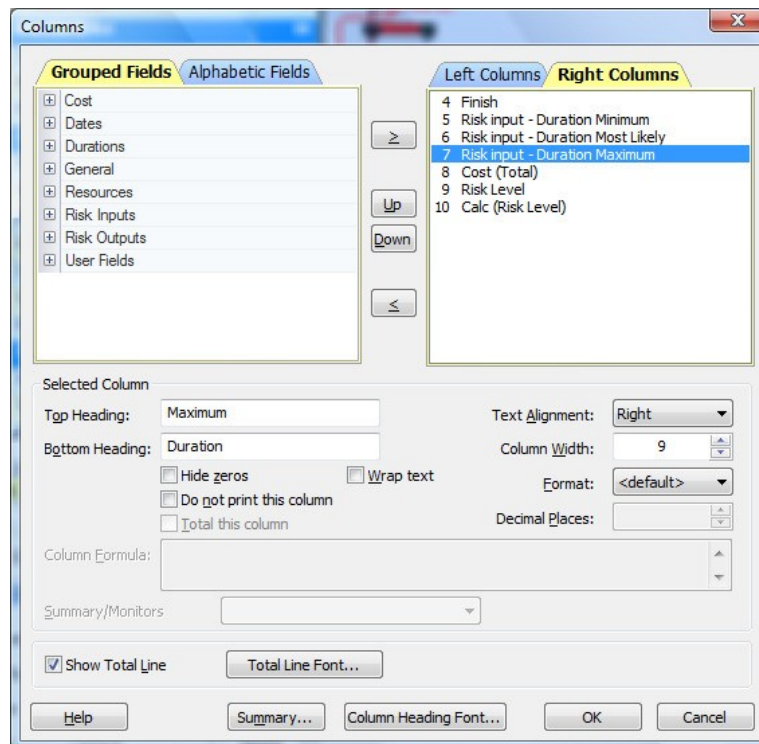 Columns
Grouped Fields Alphabetic Fields
Cost
Dates
Durations
General
Resources
Risk Inputs
Risk Outputs
User Fields
≥
Up
Down
≤
Left Columns Right Columns
4 Finish
5 Risk input - Duration Minimum
6 Risk input - Duration Most Likely
7 Risk input - Duration Maximum
8 Cost (Total)
9 Risk Level
10 Calc (Risk Level)
Selected Column
Top Heading: Maximum Text Alignment: Right
Bottom Heading: Duration Column Width: 9
Hide zeros Wrap text Format: <default>
Do not print this column
Total this column Decimal Places:
Column Formula:
Summary/Monitors
Show Total Line Total Line Font...
Help Summary... Column Heading Font... OK Cancel